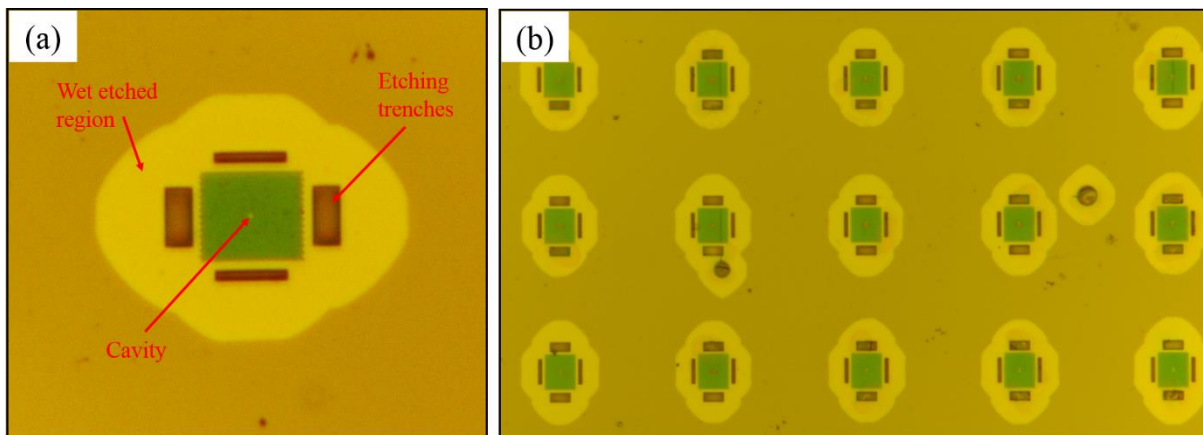 (a)
Wet etched
region
Etching
trenches
Cavity
(b)